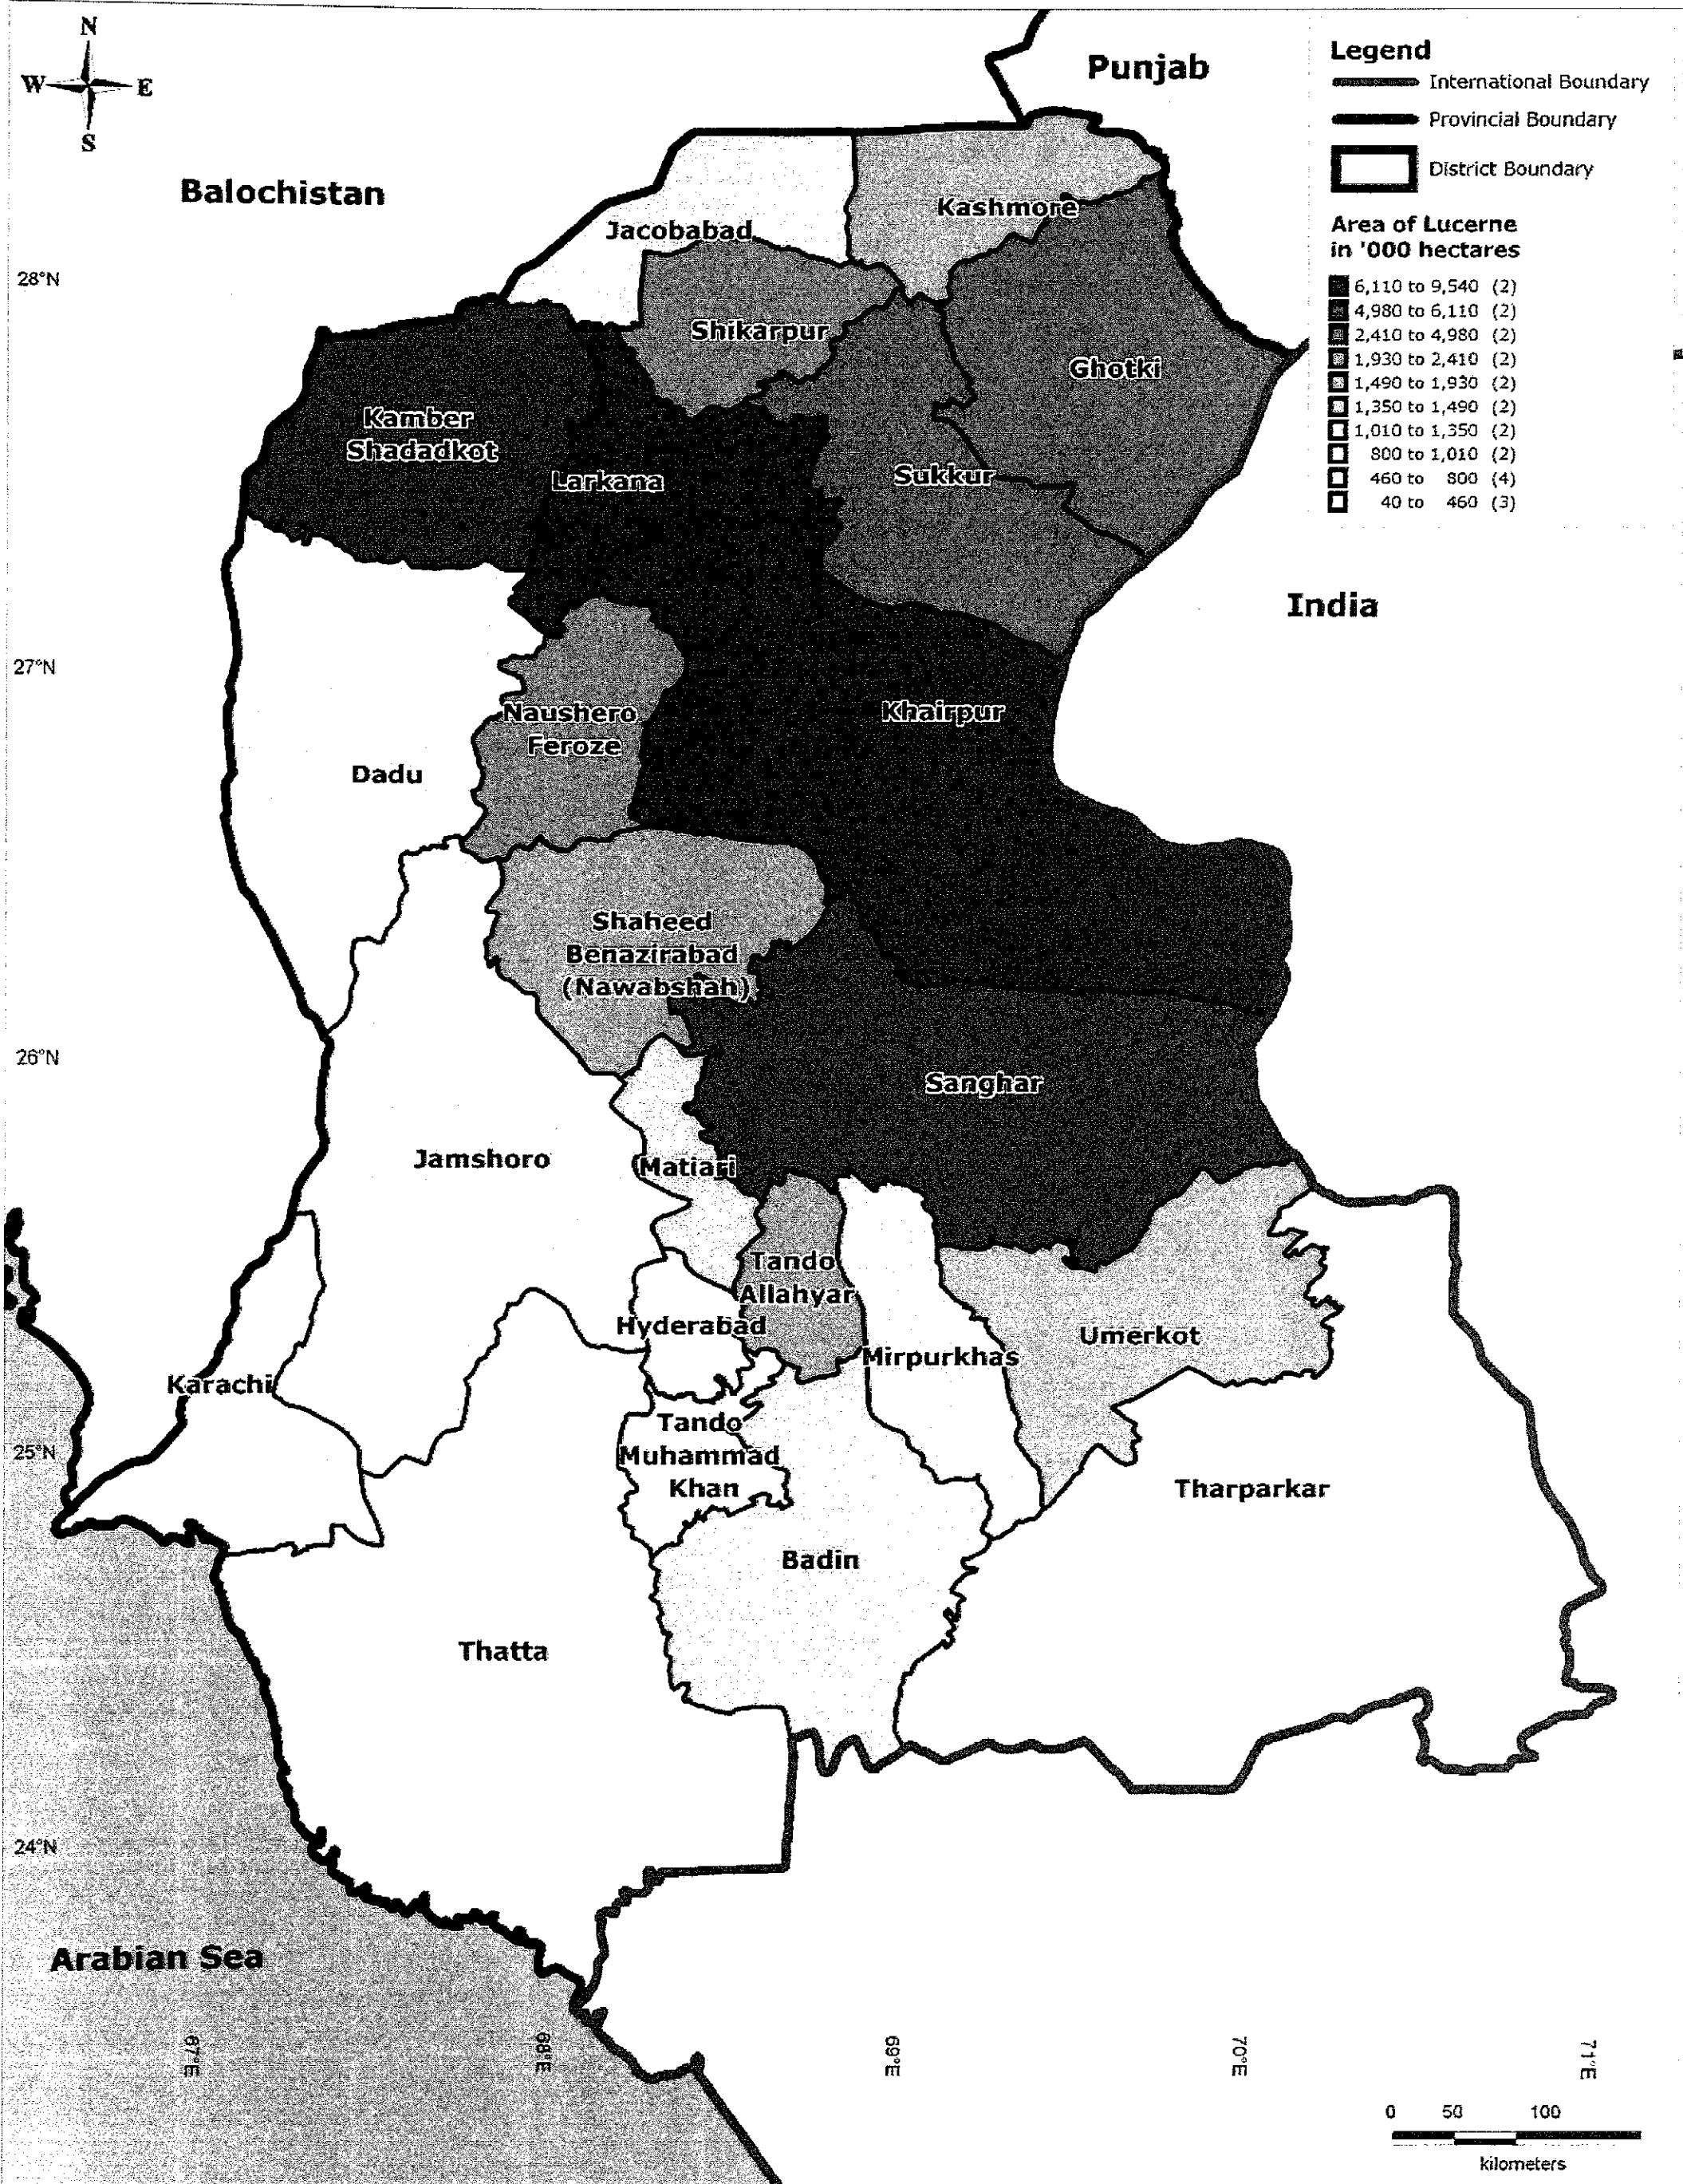 N
W E
S
Punjab
Balochistan
Legend
International Boundary
Provincial Boundary
District Boundary
Area of Lucerne
in '000 hectares
6,110 to 9,540 (2)
4,980 to 6,110 (2)
2,410 to 4,980 (2)
1,930 to 2,410 (2)
1,490 to 1,930 (2)
1,350 to 1,490 (2)
1,010 to 1,350 (2)
800 to 1,010 (2)
460 to 800 (4)
40 to 460 (3)
Kashmore
Jacobabad
28°N
Shikarpur
Ghotki
Kamber
Shadadkot
Larkana
Sukkur
India
27°N
Khairpur
Naushero
Feroze
Dadu
Shaheed
Benazirabad
(Nawabshah)
26°N
Sanghar
Jamshoro
Matiari
Tando
Allahyar
Hyderabad
Umerkot
Mirpurkhas
Karachi
25°N
Tando
Muhammad
Khan
Tharparkar
Badin
Thatta
24°N
Arabian Sea
67°E
68°E
69°E
70°E
71°E
0 50 100
kilometers